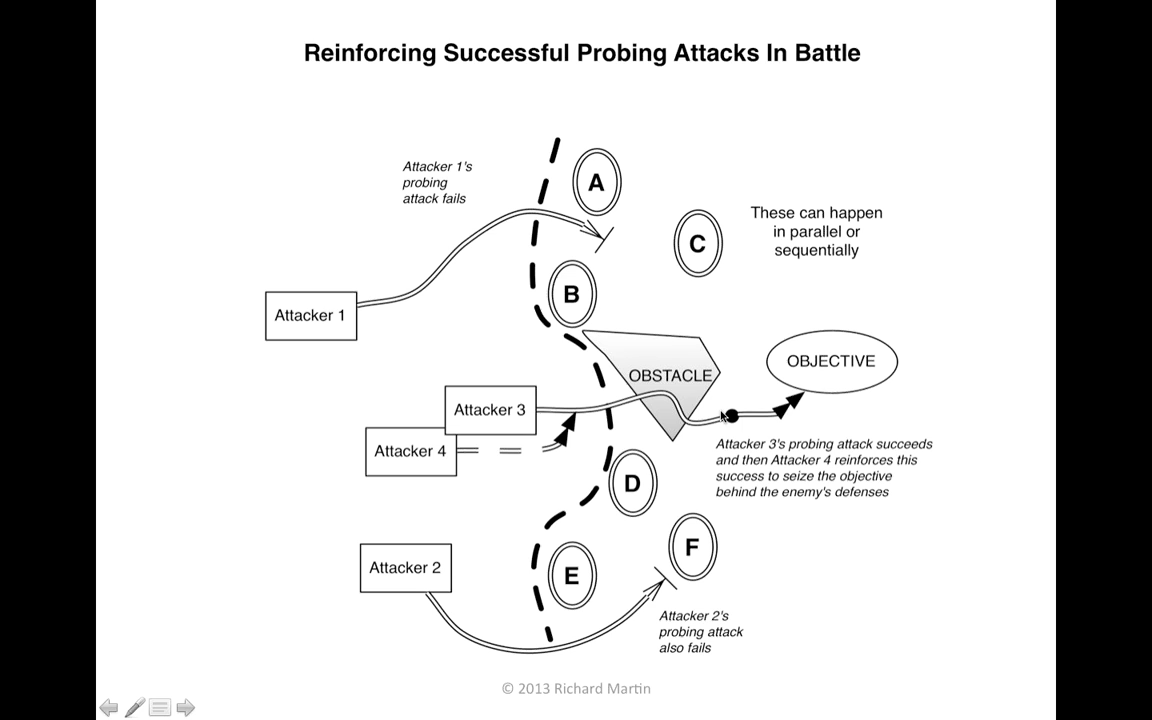 Reinforcing Successful Probing Attacks In Battle
Attacker 1's
probing
attack fails
A
These can happen
in parallel or
sequentially
C
B
Attacker 1
OBSTACLE
OBJECTIVE
Attacker 3
Attacker 4
Attacker 3's probing attack succeeds
and then Attacker 4 reinforces this
success to seize the objective
behind the enemy's defenses
D
F
Attacker 2
E
Attacker 2's
probing attack
also fails
© 2013 Richard Martin